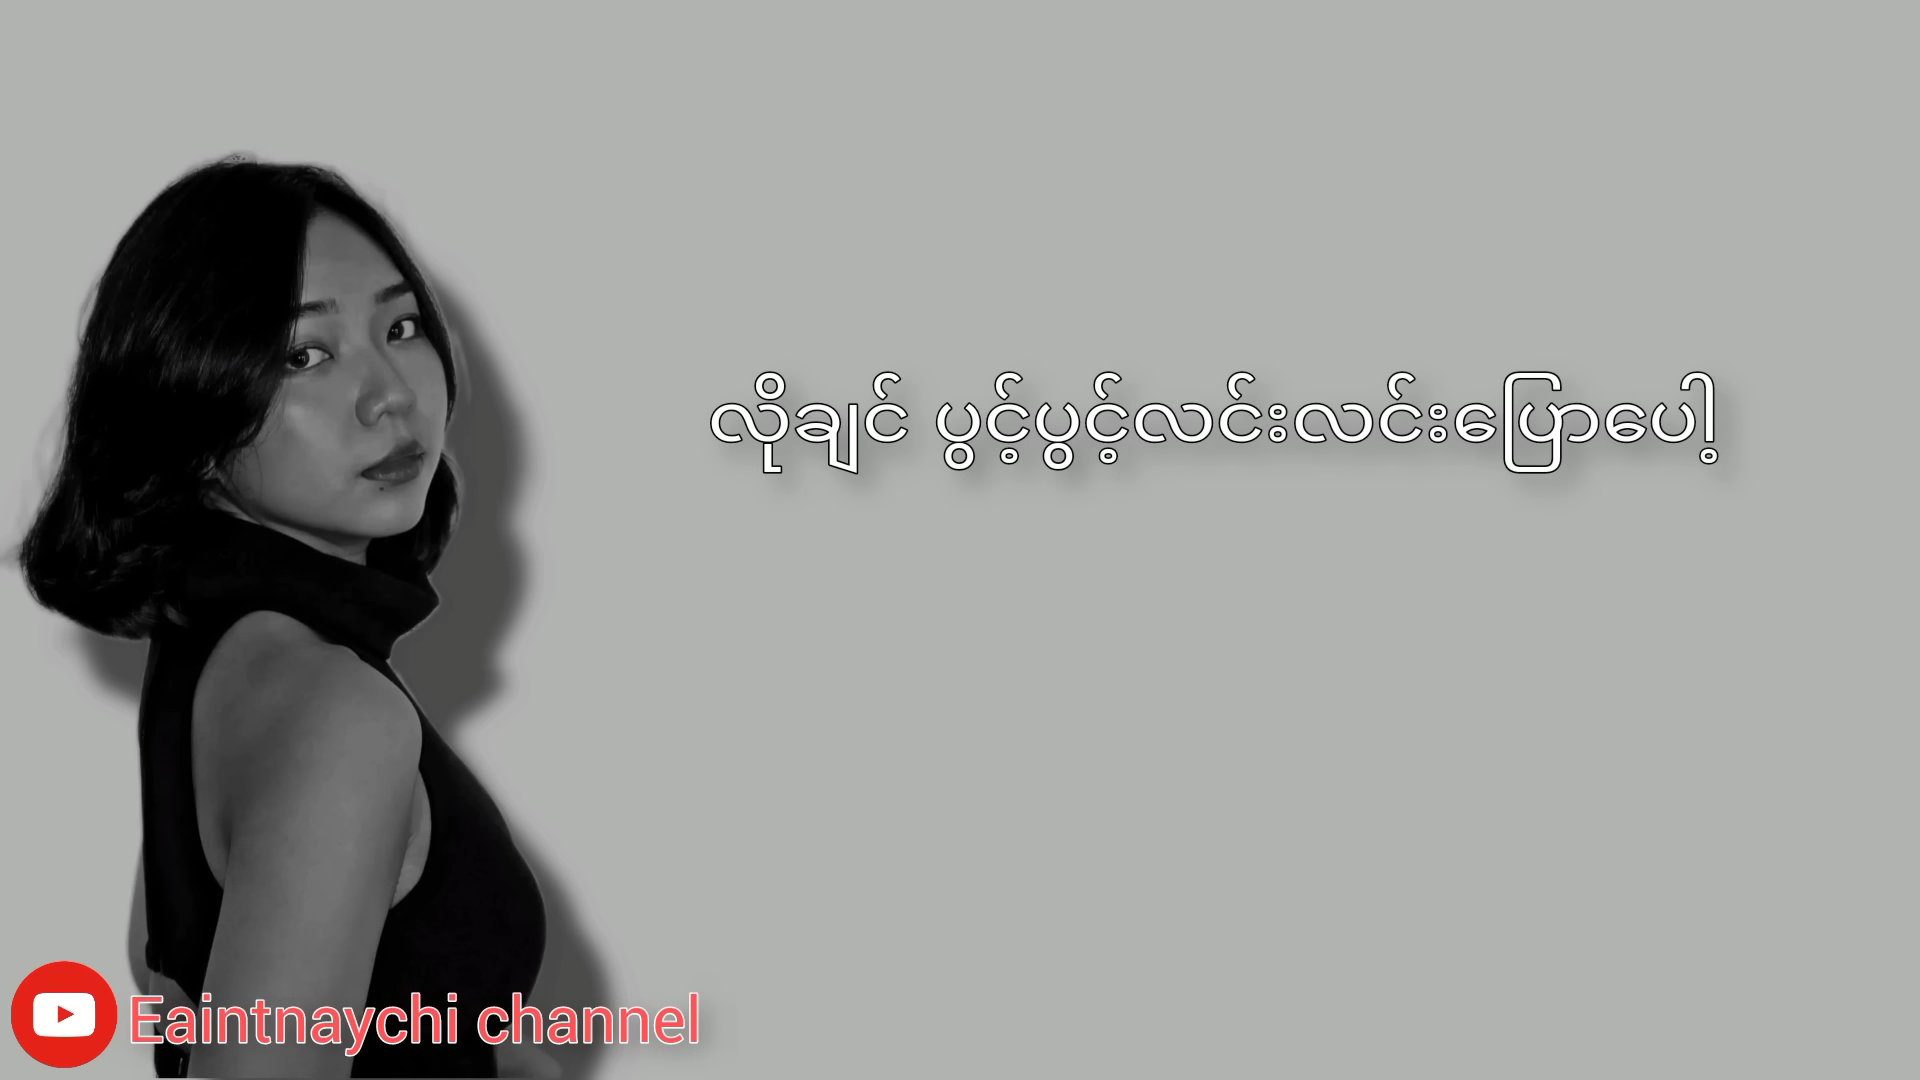 လိုချင် ပွင့်ပွင့်လင်းလင်းပြောပေါ့
Eaintnaychi channel